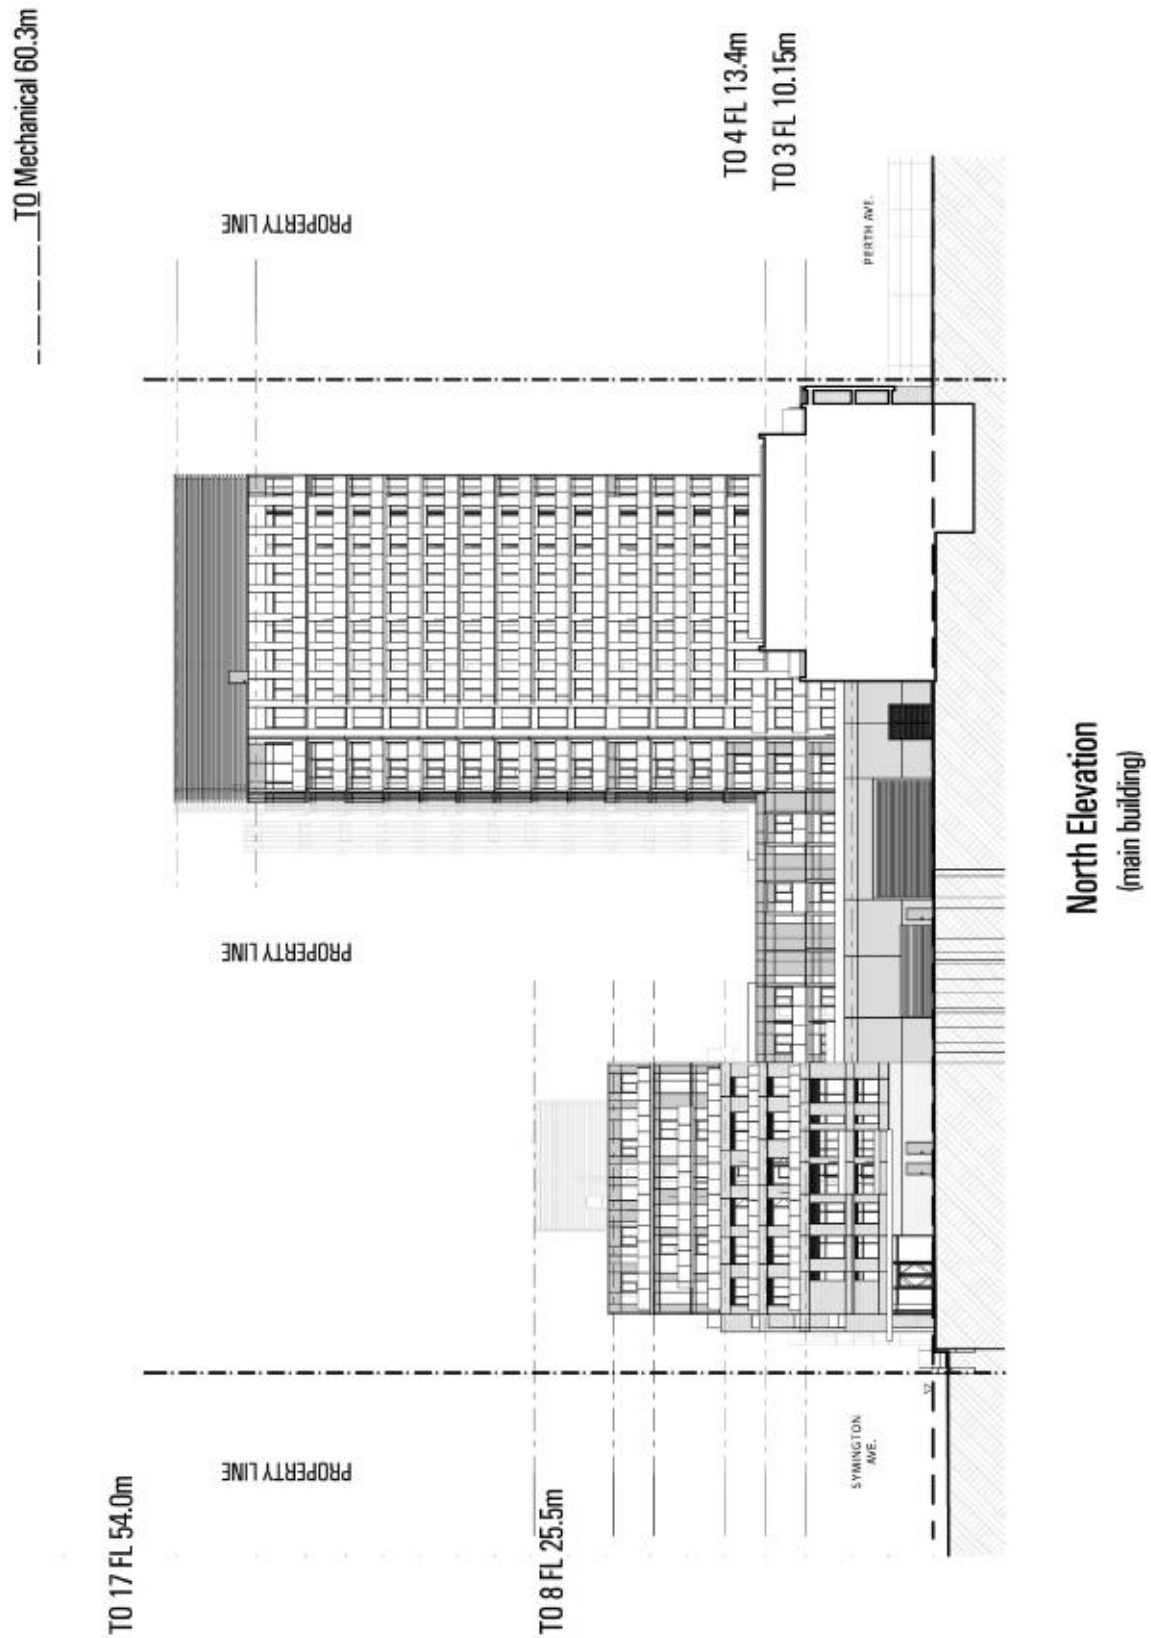 TO Mechanical 60.3m
TO 17 FL 54.0m
PROPERTY LINE
PROPERTY LINE
PROPERTY LINE
TO 8 FL 25.5m
TO 4 FL 13.4m
TO 3 FL 10.15m
SYMINGTON
AVE.
PERTH AVE.
North Elevation
(main building)